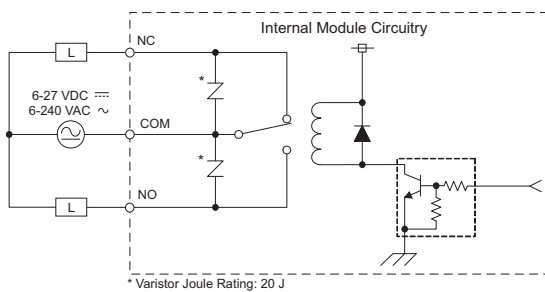 Internal Module Circuitry
NC
L
*
6-27 VDC ⎓
6-240 VAC ∿
COM
*
NO
L
* Varistor Joule Rating: 20 J